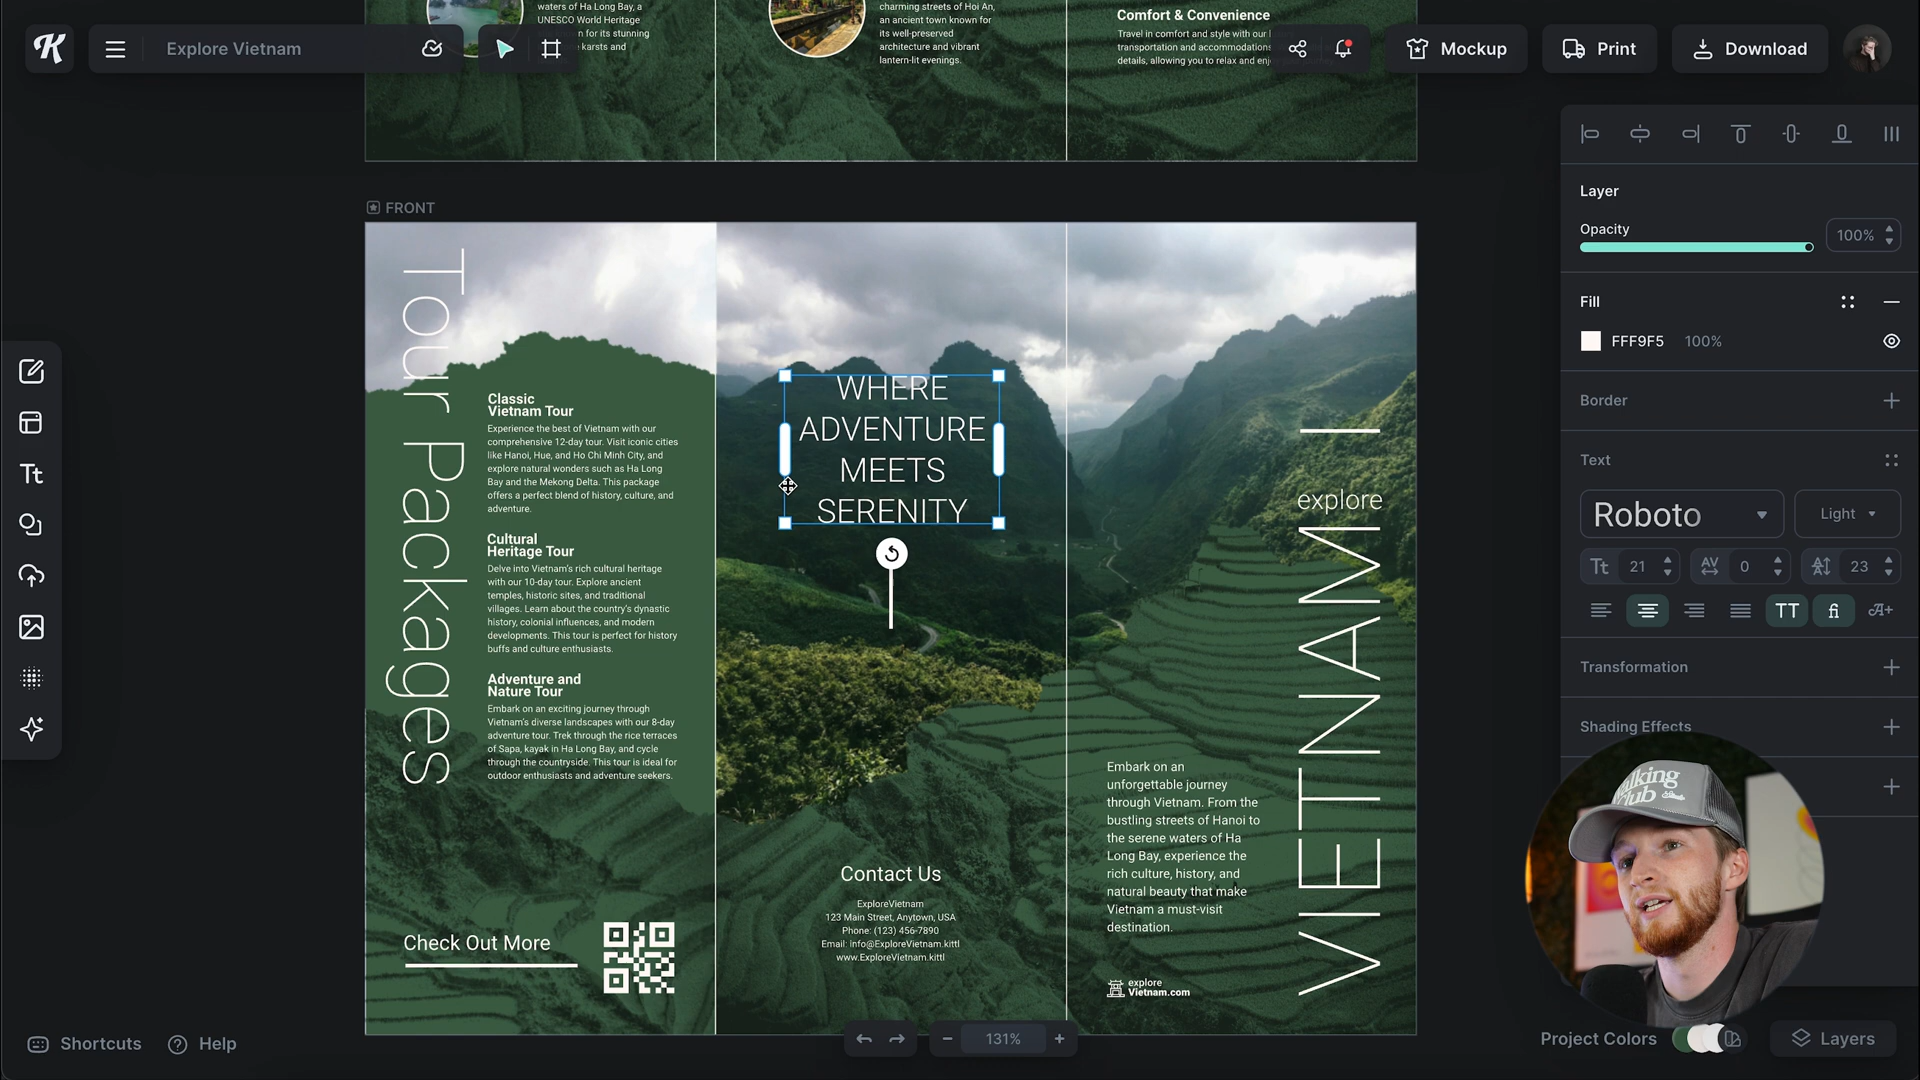 Explore Vietnam
Mockup
Print
Download
waters of Ha Long Bay, a
UNESCO World Heritage
for its stunning
karsts and
charming streets of Hoi An,
an ancient town known for
its well-preserved
architecture and vibrant
lantern-lit evenings.
Comfort & Convenience
Travel in comfort and style with our
transportation and accommodations
details, allowing you to relax and enjoy
FRONT
Tour Packages
Classic
Vietnam Tour
Experience the best of Vietnam with our
comprehensive 12-day tour. Visit iconic cities
like Hanoi, Hue, and Ho Chi Minh City, and
explore natural wonders such as Ha Long
Bay and the Mekong Delta. This package
offers a perfect blend of history, culture, and
adventure.
Cultural
Heritage Tour
Delve into Vietnam's rich cultural heritage
with our 10-day tour. Explore ancient
temples, historic sites, and traditional
villages. Learn about the country's dynastic
history, colonial influences, and modern
developments. This tour is perfect for history
buffs and culture enthusiasts.
Adventure and
Nature Tour
Embark on an exciting journey through
Vietnam's diverse landscapes with our 8-day
adventure tour. Trek through the rice terraces
of Sapa, kayak in Ha Long Bay, and cycle
through the countryside. This tour is ideal for
outdoor enthusiasts and adventure seekers.
Check Out More
WHERE
ADVENTURE
MEETS
SERENITY
Contact Us
ExploreVietnam
123 Main Street, Anytown, USA
Phone: (123) 456-7890
Email: info@ExploreVietnam.kittl
www.ExploreVietnam.kittl
explore
VIETNAM
Embark on an
unforgettable journey
through Vietnam. From the
bustling streets of Hanoi to
the serene waters of Ha
Long Bay, experience the
rich culture, history, and
natural beauty that make
Vietnam a must-visit
destination.
explore
Vietnam.com
Layer
Opacity
100%
Fill
FFF9F5 100%
Border
Text
Roboto
Light
Tt 21
AV 0
23
TT fi A+
Transformation
Shading Effects
walking
club
Shortcuts
Help
131%
Project Colors
Layers